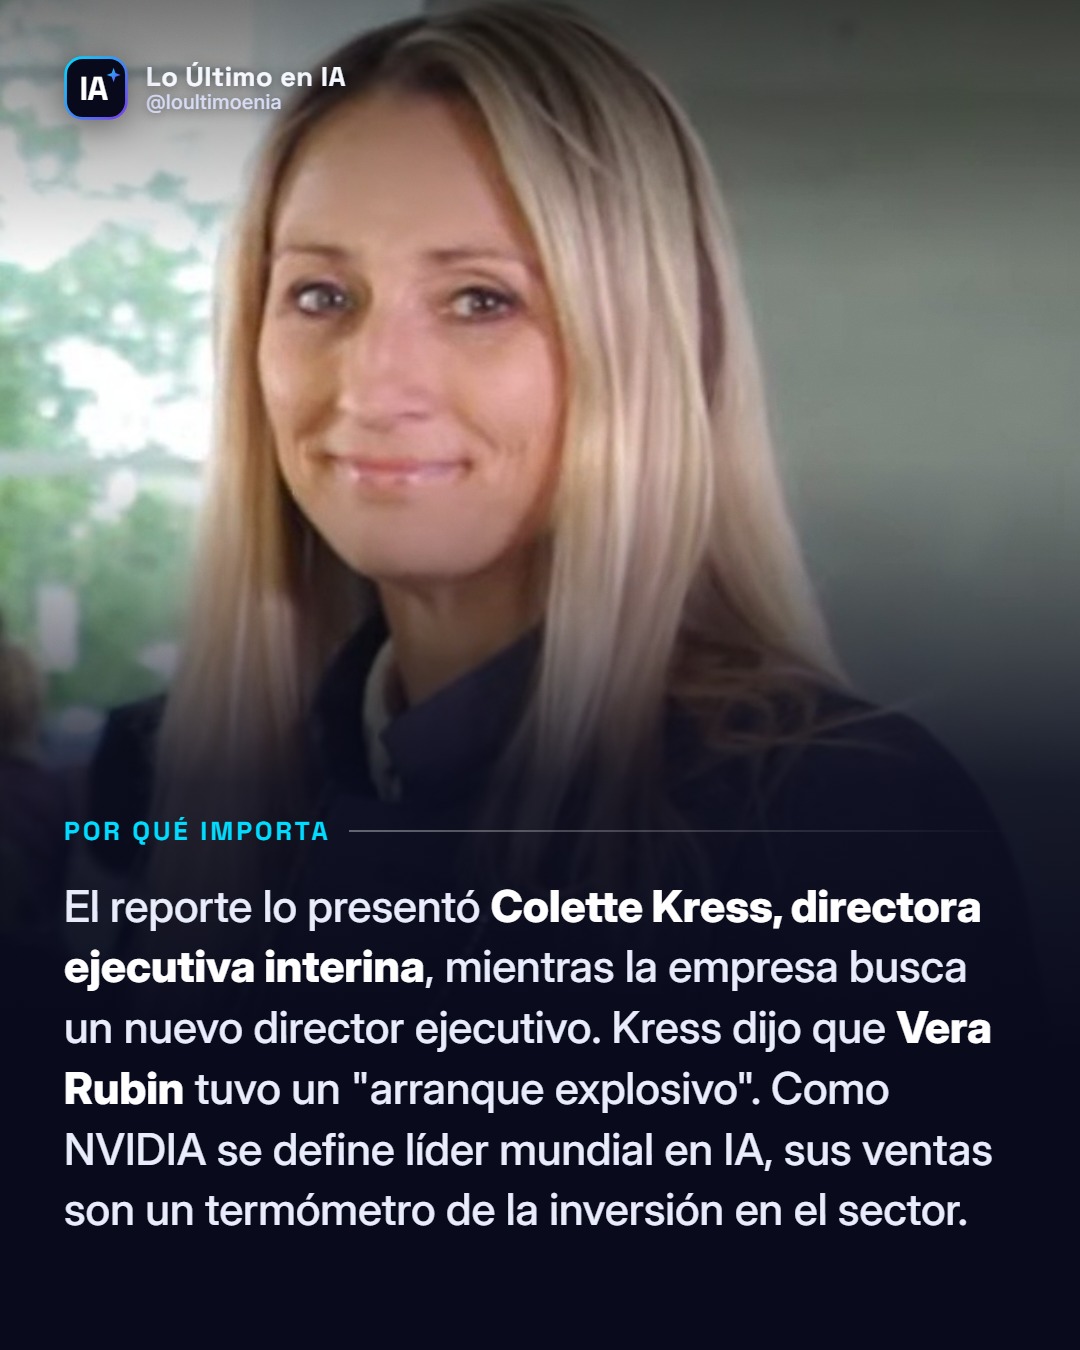 IA
Lo Último en IA
@loultimoenia
POR QUÉ IMPORTA
El reporte lo presentó Colette Kress, directora
ejecutiva interina, mientras la empresa busca
un nuevo director ejecutivo. Kress dijo que Vera
Rubin tuvo un "arranque explosivo". Como
NVIDIA se define líder mundial en IA, sus ventas
son un termómetro de la inversión en el sector.